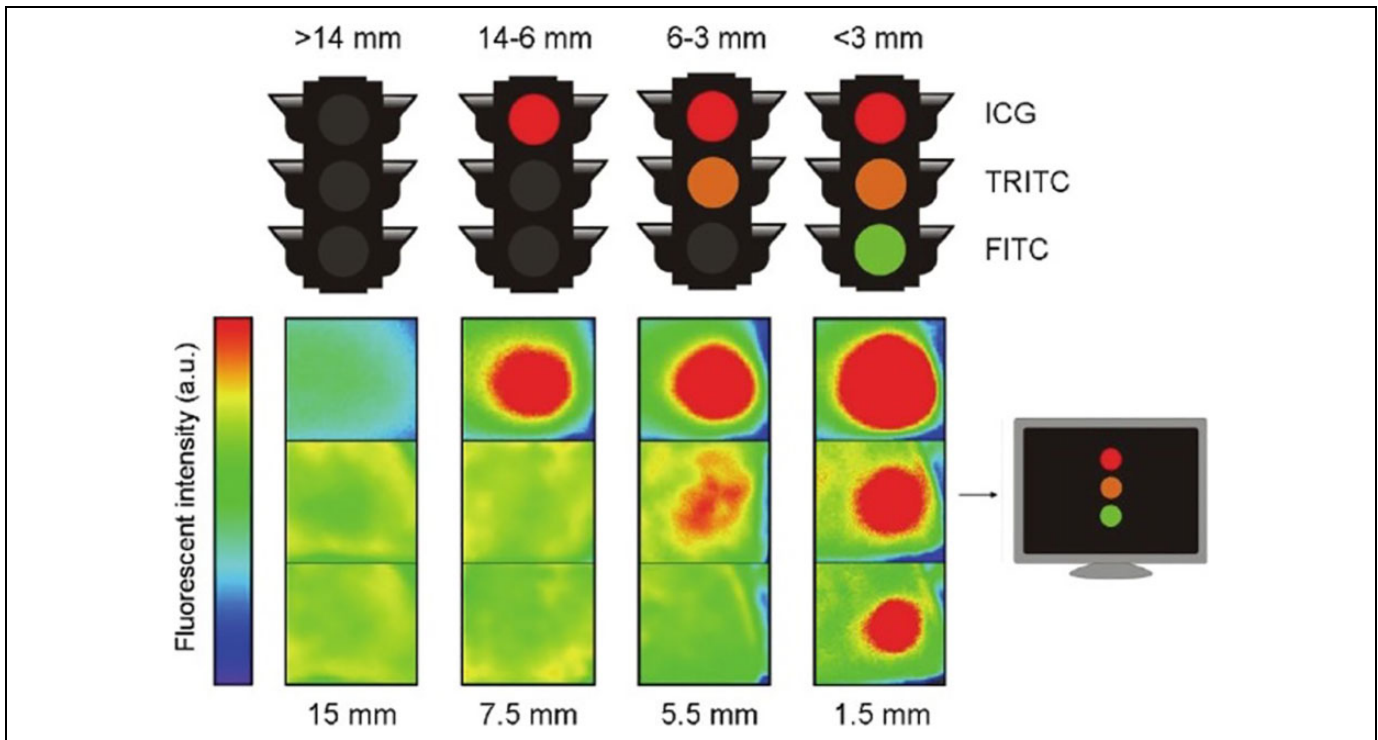 >14 mm 14-6 mm 6-3 mm <3 mm
ICG
TRITC
FITC
Fluorescent intensity (a.u.)
15 mm 7.5 mm 5.5 mm 1.5 mm